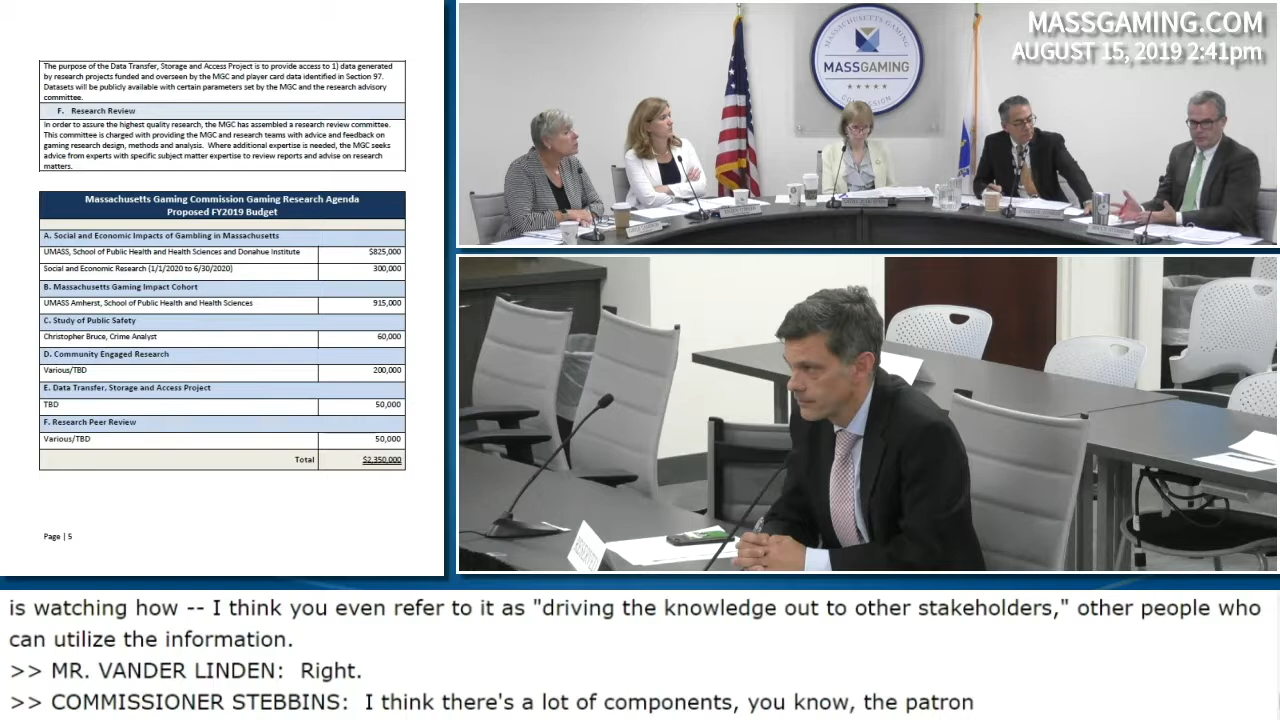 The purpose of the Data Transfer, Storage and Access Project is to provide access to 1) data generated
by research projects funded and overseen by the MGC and player card data identified in Section 97.
Datasets will be publicly available with certain parameters set by the MGC and the research advisory
committee.
F. Research Review
In order to assure the highest quality research, the MGC has assembled a research review committee.
This committee is charged with providing the MGC and research teams with advice and feedback on
gaming research design, methods and analysis. Where additional expertise is needed, the MGC seeks
advice from experts with specific subject matter expertise to review reports and advise on research
matters.
Massachusetts Gaming Commission Gaming Research Agenda
Proposed FY2019 Budget
A. Social and Economic Impacts of Gambling in Massachusetts
UMASS, School of Public Health and Health Sciences and Donahue Institute $825,000
Social and Economic Research (1/1/2020 to 6/30/2020) 300,000
B. Massachusetts Gaming Impact Cohort
UMASS Amherst, School of Public Health and Health Sciences 915,000
C. Study of Public Safety
Christopher Bruce, Crime Analyst 60,000
D. Community Engaged Research
Various/TBD 200,000
E. Data Transfer, Storage and Access Project
TBD 50,000
F. Research Peer Review
Various/TBD 50,000
Total $2,350,000
Page | 5
MASSACHUSETTS GAMING
MASSGAMING
COMMISSION
MASSGAMING.COM
AUGUST 15, 2019 2:41pm
is watching how -- I think you even refer to it as "driving the knowledge out to other stakeholders," other people who
can utilize the information.
>> MR. VANDER LINDEN: Right.
>> COMMISSIONER STEBBINS: I think there's a lot of components, you know, the patron